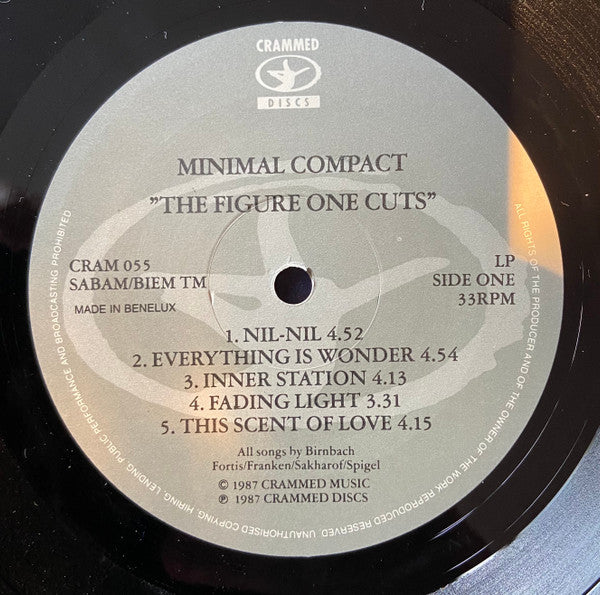 CRAMMED
DISCS
MINIMAL COMPACT
"THE FIGURE ONE CUTS"
CRAM 055
SABAM/BIEM TM
MADE IN BENELUX
LP
SIDE ONE
33RPM
1. NIL-NIL 4.52
2. EVERYTHING IS WONDER 4.54
3. INNER STATION 4.13
4. FADING LIGHT 3.31
5. THIS SCENT OF LOVE 4.15
All songs by Birnbach
Fortis/Franken/Sakharof/Spigel
© 1987 CRAMMED MUSIC
℗ 1987 CRAMMED DISCS
ALL RIGHTS OF THE PRODUCER AND OF THE OWNER OF THE WORK REPRODUCED RESERVED. UNAUTHORISED COPYING, HIRING, LENDING, PUBLIC PERFORMANCE AND BROADCASTING PROHIBITED